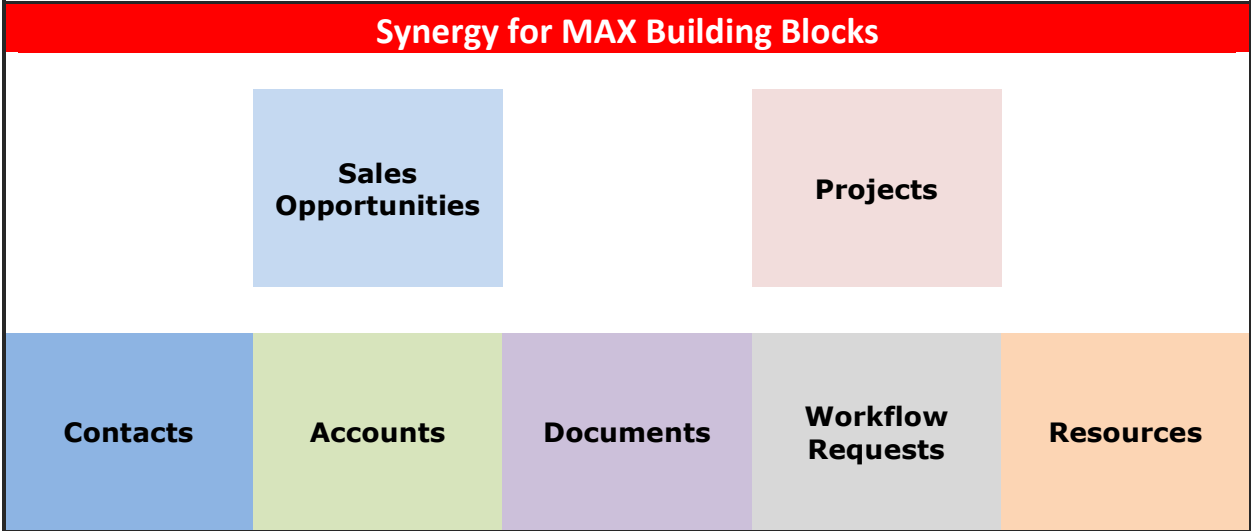 Synergy for MAX Building Blocks
Sales
Opportunities
Projects
Contacts
Accounts
Documents
Workflow
Requests
Resources